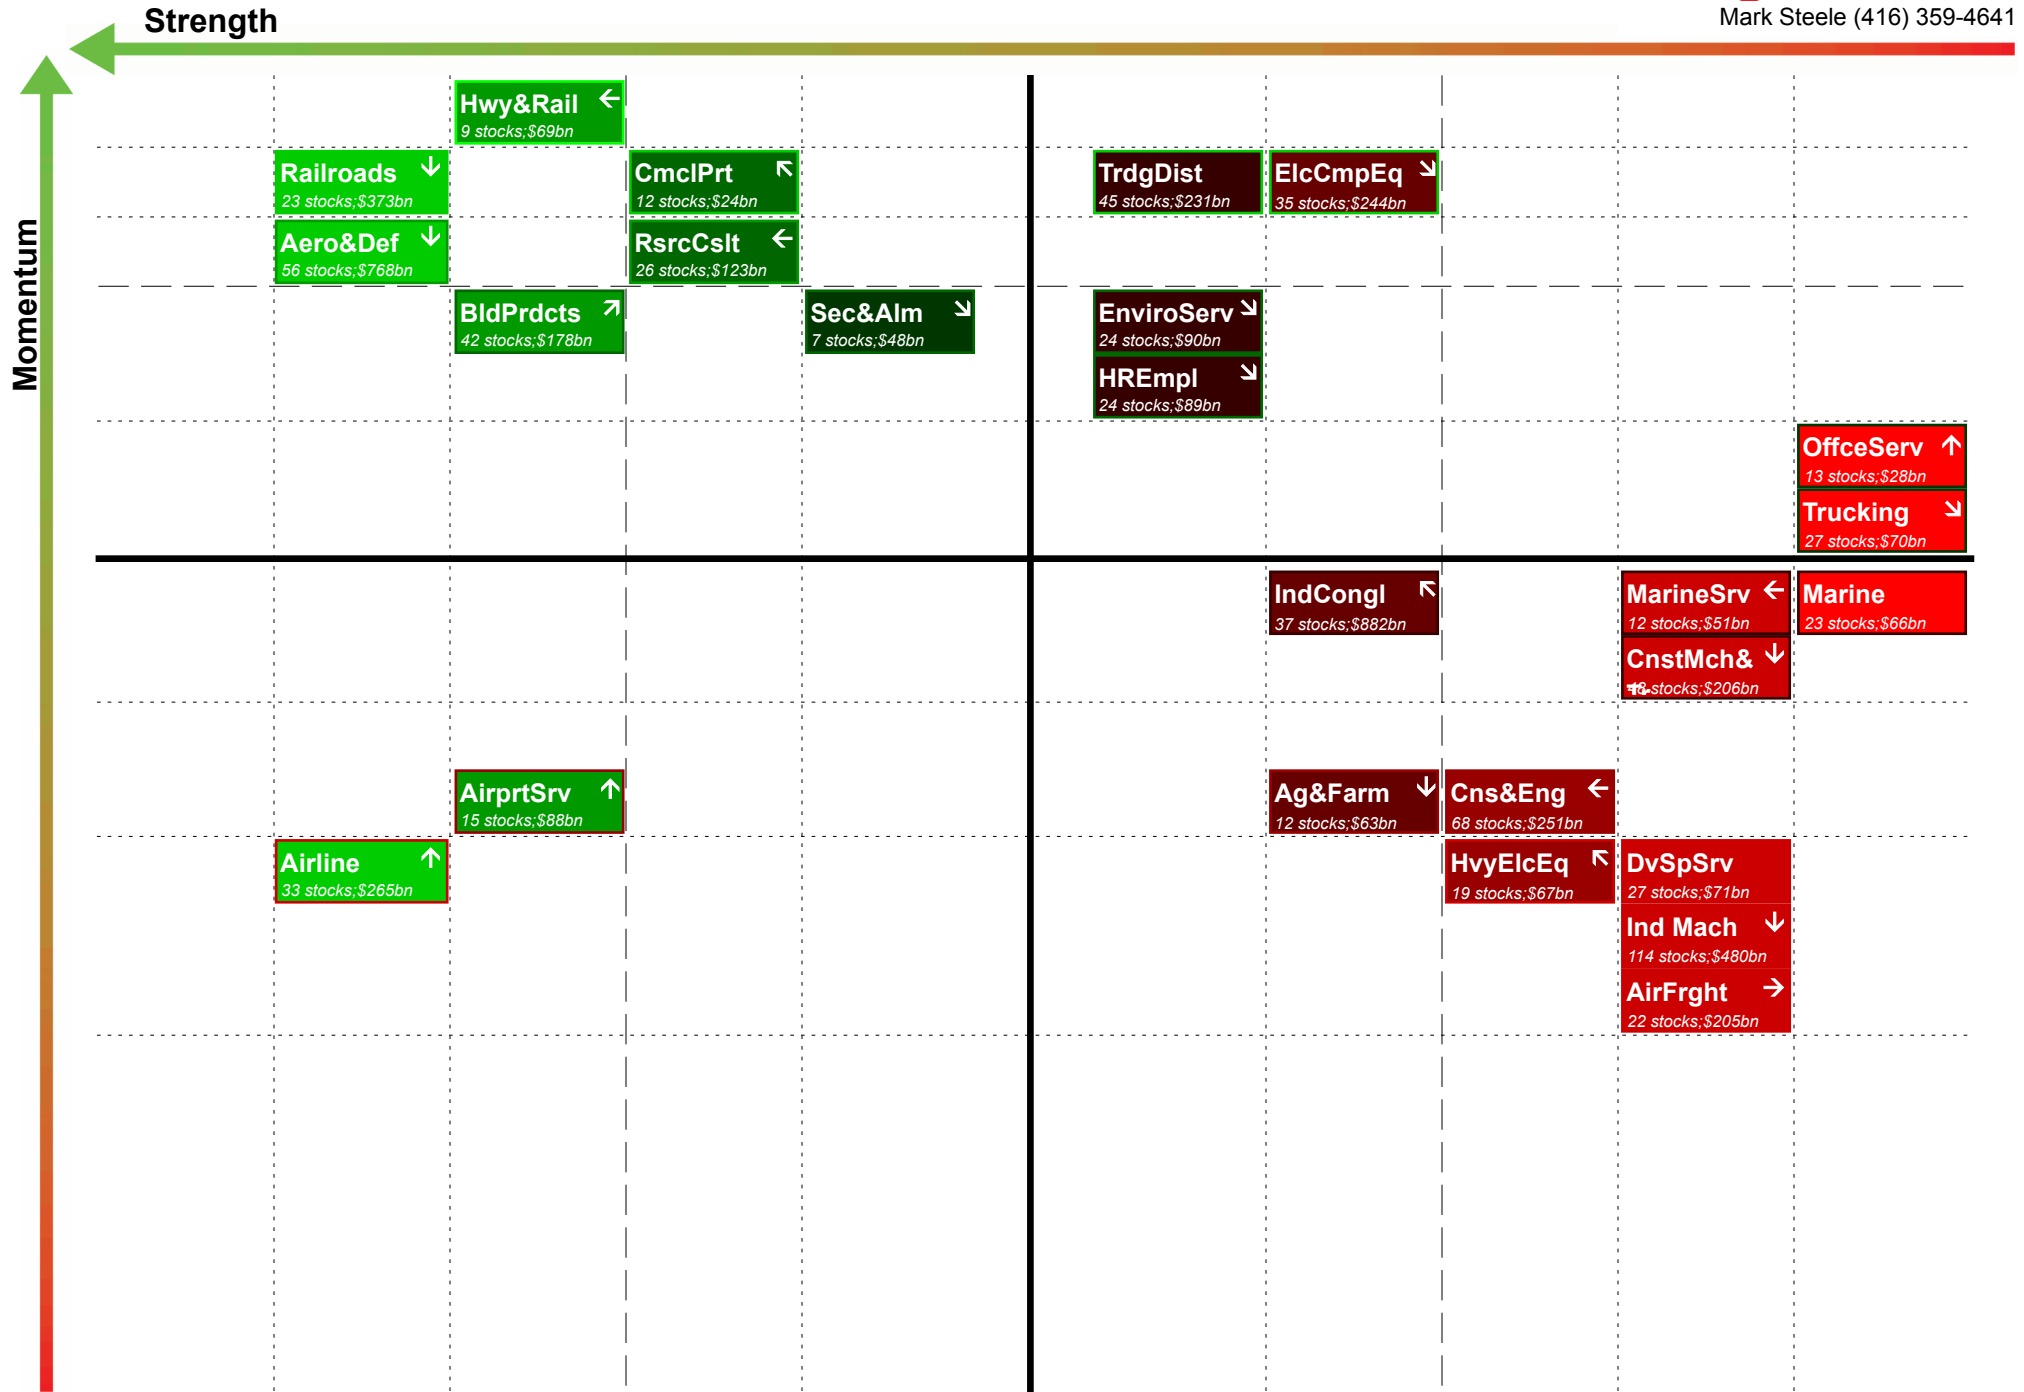 Strength
Mark Steele (416) 359-4641
Momentum
Hwy&Rail
9 stocks;$69bn
Railroads
23 stocks;$373bn
CmclPrt
12 stocks;$24bn
TrdgDist
45 stocks;$231bn
ElcCmpEq
35 stocks;$244bn
Aero&Def
56 stocks;$768bn
RsrcCslt
26 stocks;$123bn
BldPrdcts
42 stocks;$178bn
Sec&Alm
7 stocks;$48bn
EnviroServ
24 stocks;$90bn
HREmpl
24 stocks;$89bn
OffceServ
13 stocks;$28bn
Trucking
27 stocks;$70bn
IndCongl
37 stocks;$882bn
MarineSrv
12 stocks;$51bn
Marine
23 stocks;$66bn
CnstMch&
stocks;$206bn
AirprtSrv
15 stocks;$88bn
Ag&Farm
12 stocks;$63bn
Cns&Eng
68 stocks;$251bn
Airline
33 stocks;$265bn
HvyElcEq
19 stocks;$67bn
DvSpSrv
27 stocks;$71bn
Ind Mach
114 stocks;$480bn
AirFrght
22 stocks;$205bn